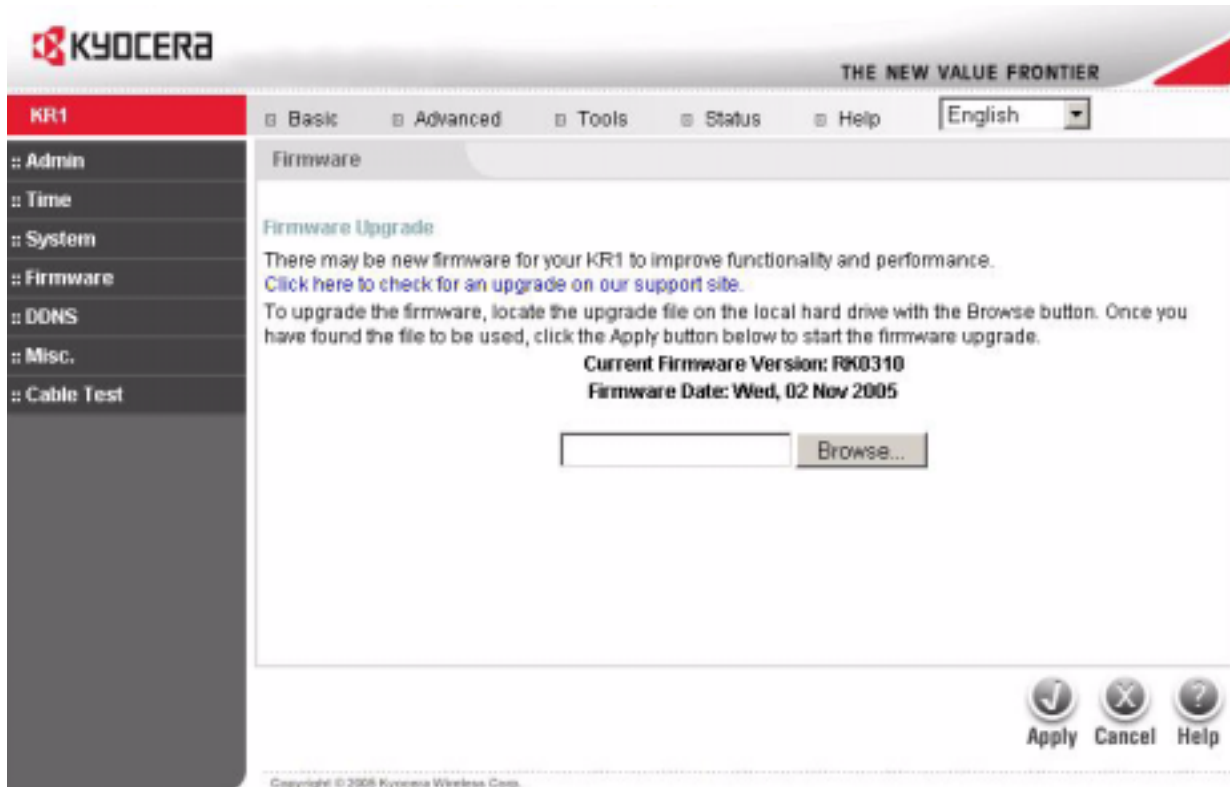 KYOCERA
THE NEW VALUE FRONTIER
KR1
Basic Advanced Tools Status Help English
:: Admin
:: Time
:: System
:: Firmware
:: DDNS
:: Misc.
:: Cable Test
Firmware
Firmware Upgrade
There may be new firmware for your KR1 to improve functionality and performance.
Click here to check for an upgrade on our support site.
To upgrade the firmware, locate the upgrade file on the local hard drive with the Browse button. Once you
have found the file to be used, click the Apply button below to start the firmware upgrade.
Current Firmware Version: RK0310
Firmware Date: Wed, 02 Nov 2005
Browse...
Apply Cancel Help
Copyright © 2005 Kyocera Wireless Corp.